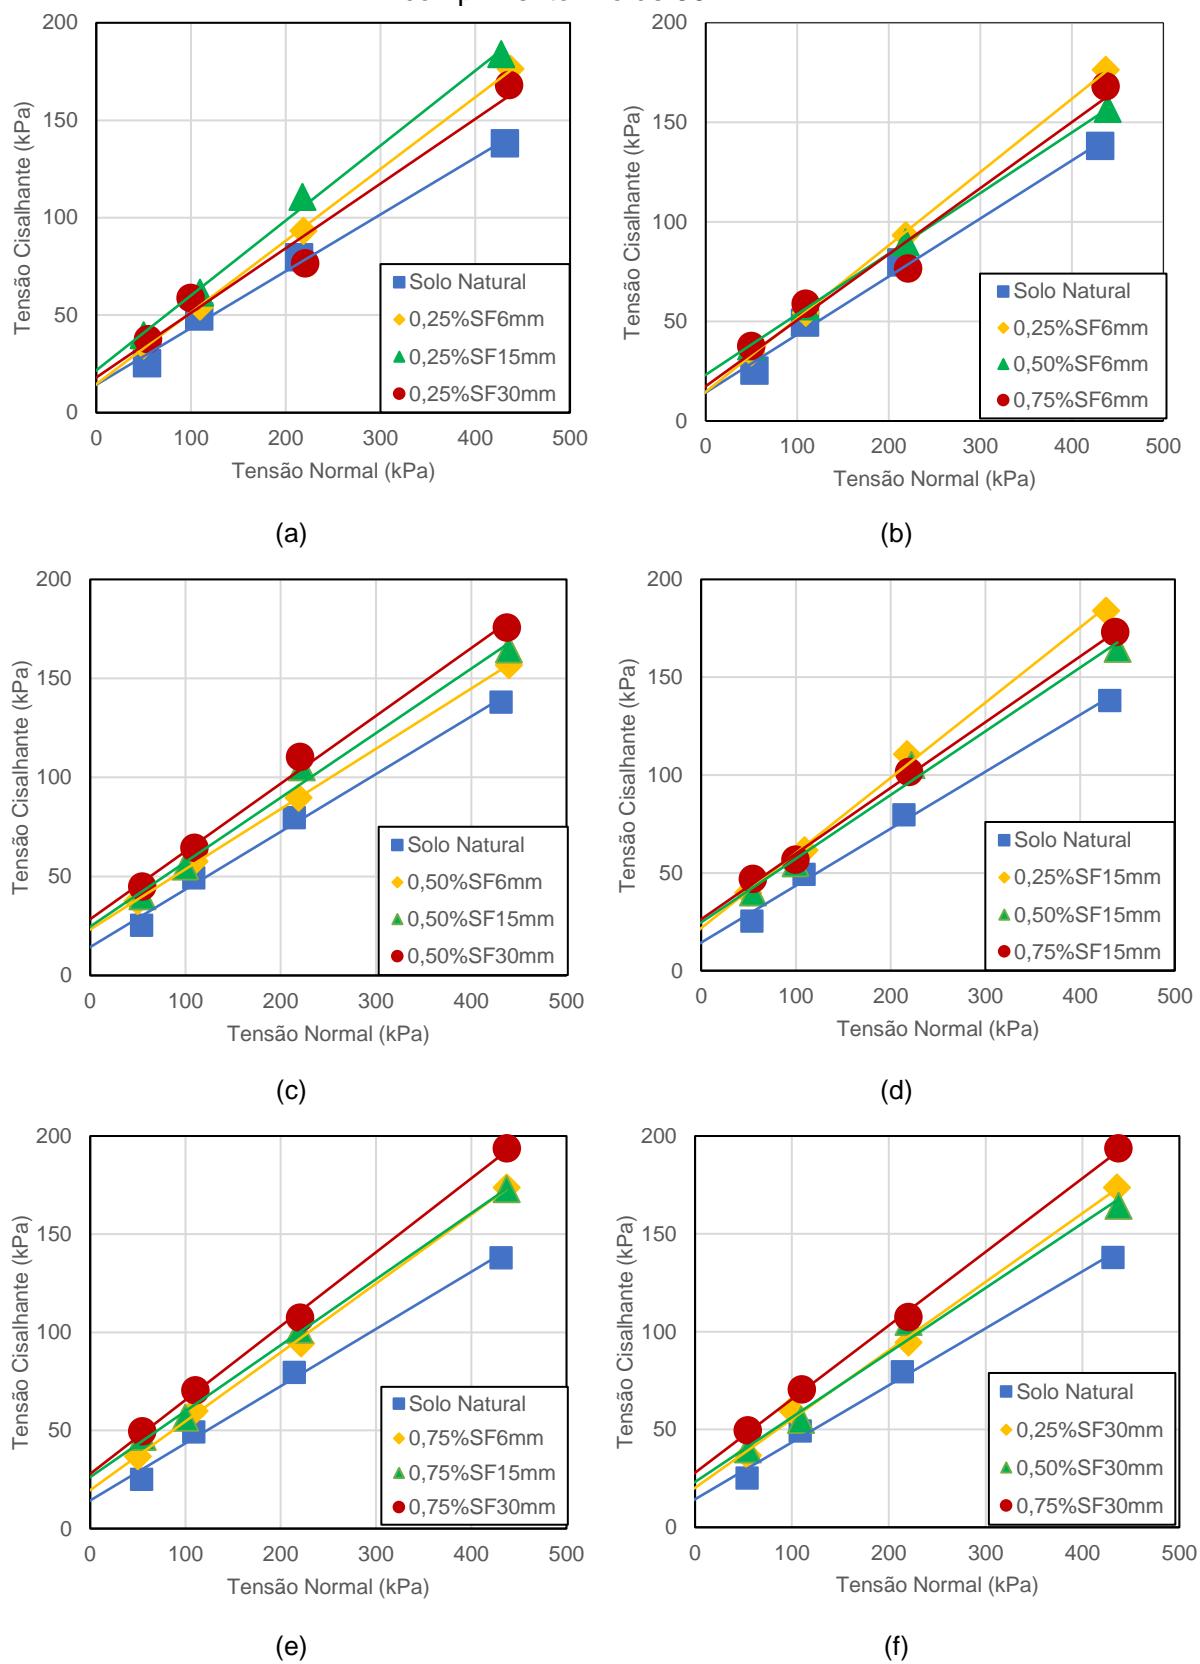 200
150
100
50
0
0 100 200 300 400 500
Tensão Cisalhante (kPa)
Tensão Normal (kPa)
Solo Natural
0,25%SF6mm
0,25%SF15mm
0,25%SF30mm
(a)
200
150
100
50
0
0 100 200 300 400 500
Tensão Cisalhante (kPa)
Tensão Normal (kPa)
Solo Natural
0,25%SF6mm
0,50%SF6mm
0,75%SF6mm
(b)
200
150
100
50
0
0 100 200 300 400 500
Tensão Cisalhante (kPa)
Tensão Normal (kPa)
Solo Natural
0,50%SF6mm
0,50%SF15mm
0,50%SF30mm
(c)
200
150
100
50
0
0 100 200 300 400 500
Tensão Cisalhante (kPa)
Tensão Normal (kPa)
Solo Natural
0,25%SF15mm
0,50%SF15mm
0,75%SF15mm
(d)
200
150
100
50
0
0 100 200 300 400 500
Tensão Cisalhante (kPa)
Tensão Normal (kPa)
Solo Natural
0,75%SF6mm
0,75%SF15mm
0,75%SF30mm
(e)
200
150
100
50
0
0 100 200 300 400 500
Tensão Cisalhante (kPa)
Tensão Normal (kPa)
Solo Natural
0,25%SF30mm
0,50%SF30mm
0,75%SF30mm
(f)